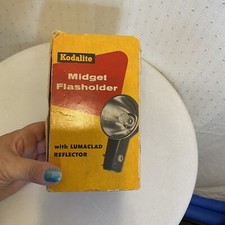 Kodalite
Midget
Flasholder
with LUMACLAD
REFLECTOR